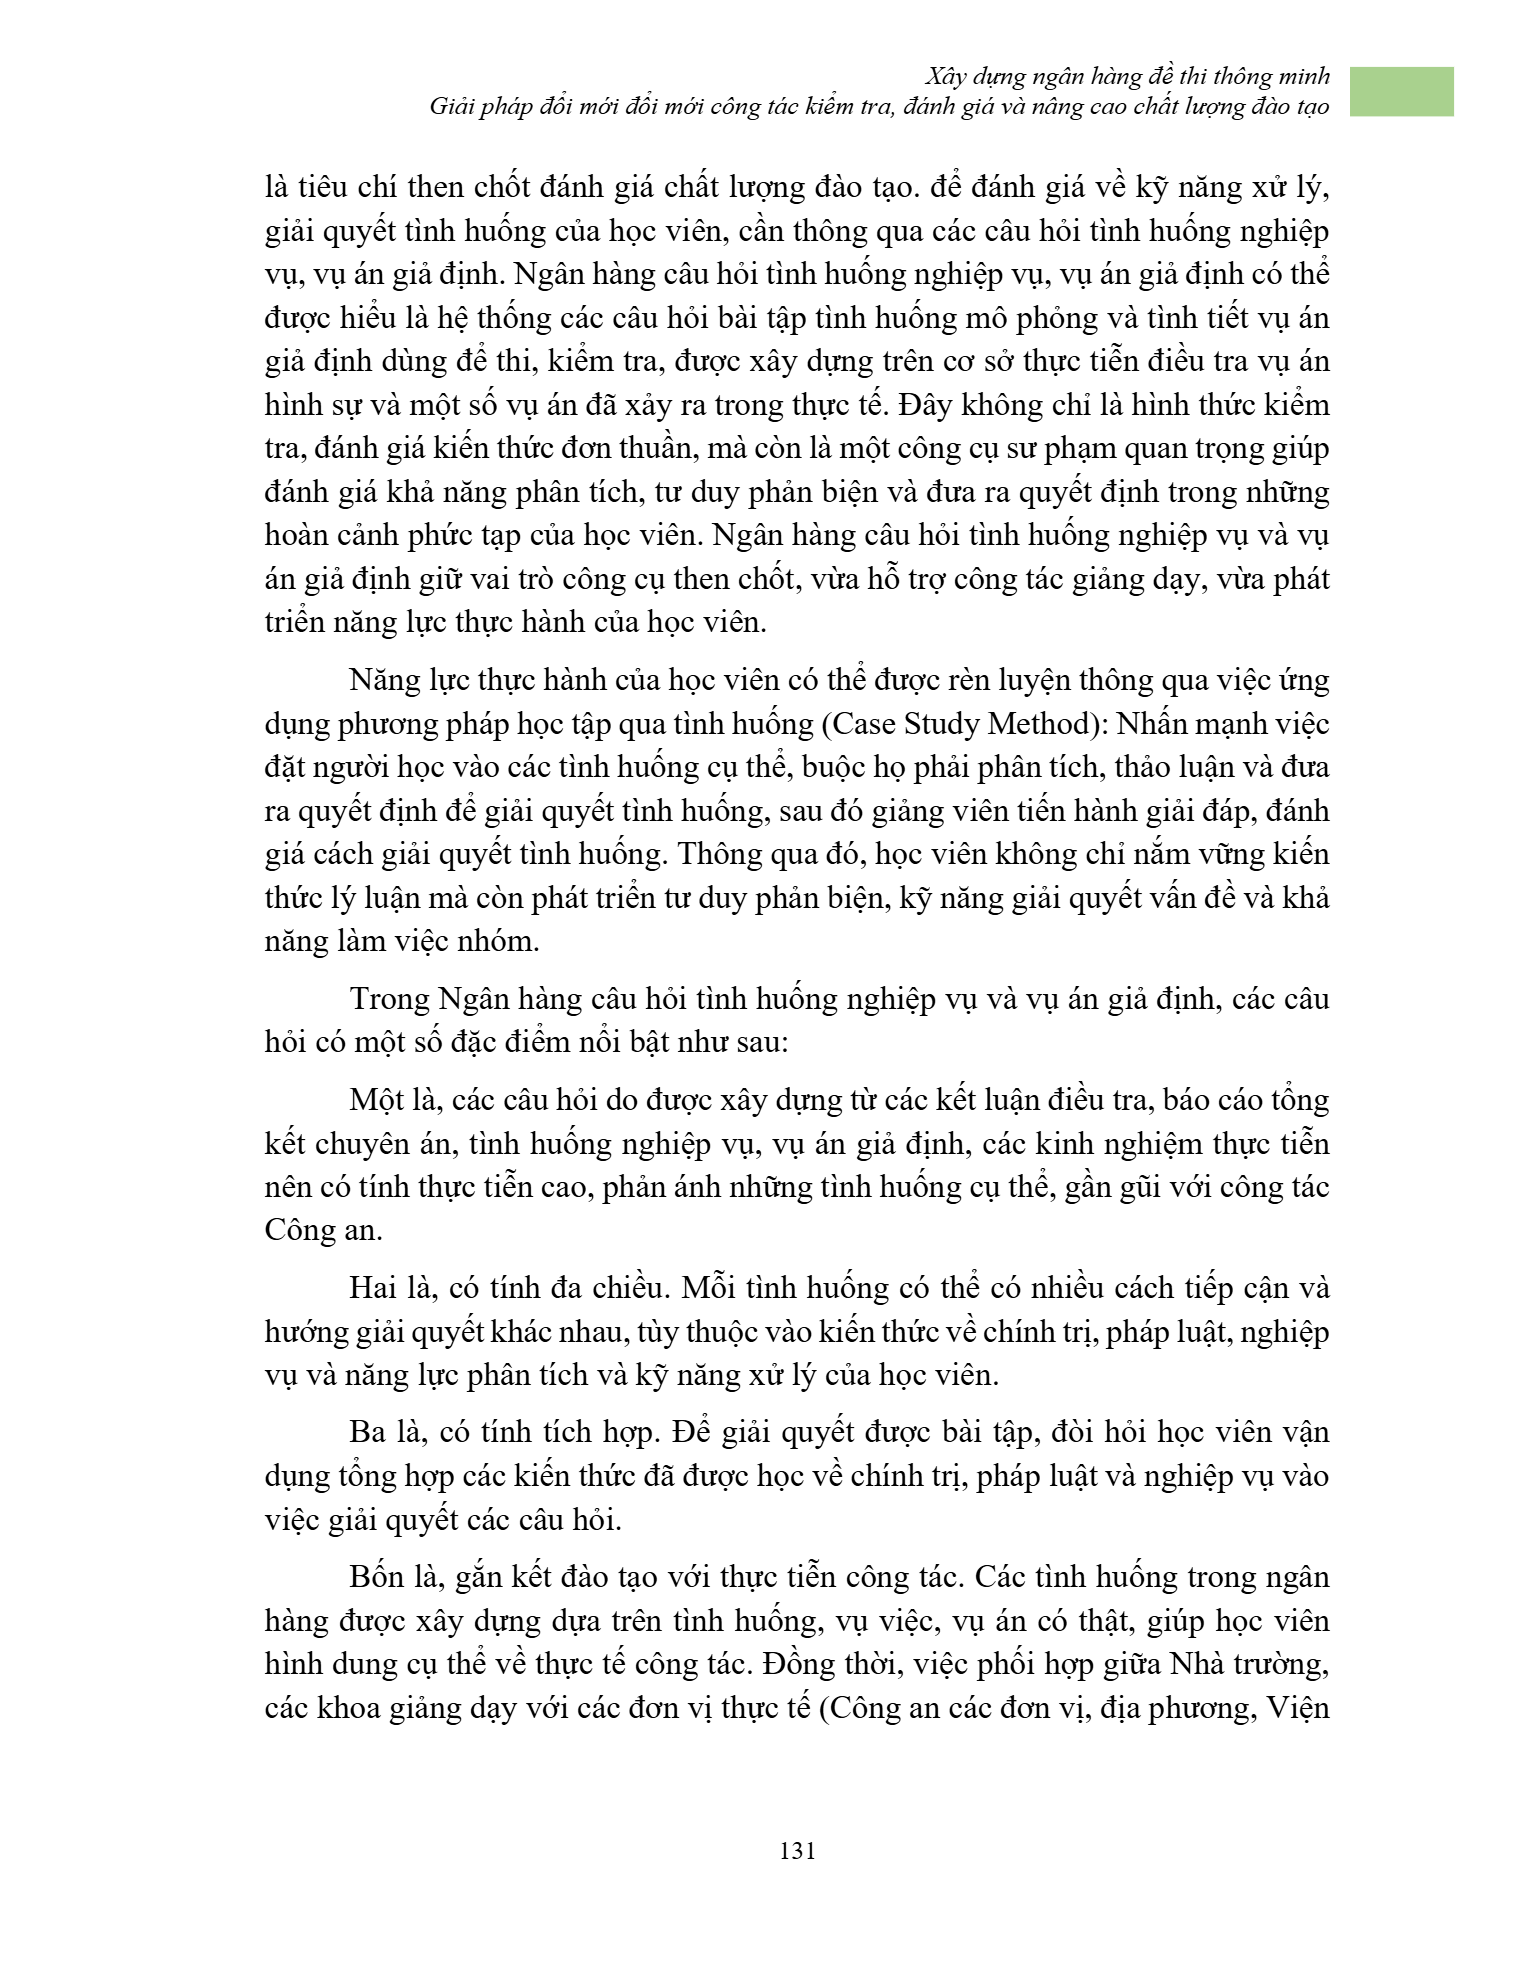 Xây dựng ngân hàng đề thi thông minh
Giải pháp đổi mới đổi mới công tác kiểm tra, đánh giá và nâng cao chất lượng đào tạo
là tiêu chí then chốt đánh giá chất lượng đào tạo. để đánh giá về kỹ năng xử lý,
giải quyết tình huống của học viên, cần thông qua các câu hỏi tình huống nghiệp
vụ, vụ án giả định. Ngân hàng câu hỏi tình huống nghiệp vụ, vụ án giả định có thể
được hiểu là hệ thống các câu hỏi bài tập tình huống mô phỏng và tình tiết vụ án
giả định dùng để thi, kiểm tra, được xây dựng trên cơ sở thực tiễn điều tra vụ án
hình sự và một số vụ án đã xảy ra trong thực tế. Đây không chỉ là hình thức kiểm
tra, đánh giá kiến thức đơn thuần, mà còn là một công cụ sư phạm quan trọng giúp
đánh giá khả năng phân tích, tư duy phản biện và đưa ra quyết định trong những
hoàn cảnh phức tạp của học viên. Ngân hàng câu hỏi tình huống nghiệp vụ và vụ
án giả định giữ vai trò công cụ then chốt, vừa hỗ trợ công tác giảng dạy, vừa phát
triển năng lực thực hành của học viên.
Năng lực thực hành của học viên có thể được rèn luyện thông qua việc ứng
dụng phương pháp học tập qua tình huống (Case Study Method): Nhấn mạnh việc
đặt người học vào các tình huống cụ thể, buộc họ phải phân tích, thảo luận và đưa
ra quyết định để giải quyết tình huống, sau đó giảng viên tiến hành giải đáp, đánh
giá cách giải quyết tình huống. Thông qua đó, học viên không chỉ nắm vững kiến
thức lý luận mà còn phát triển tư duy phản biện, kỹ năng giải quyết vấn đề và khả
năng làm việc nhóm.
Trong Ngân hàng câu hỏi tình huống nghiệp vụ và vụ án giả định, các câu
hỏi có một số đặc điểm nổi bật như sau:
Một là, các câu hỏi do được xây dựng từ các kết luận điều tra, báo cáo tổng
kết chuyên án, tình huống nghiệp vụ, vụ án giả định, các kinh nghiệm thực tiễn
nên có tính thực tiễn cao, phản ánh những tình huống cụ thể, gần gũi với công tác
Công an.
Hai là, có tính đa chiều. Mỗi tình huống có thể có nhiều cách tiếp cận và
hướng giải quyết khác nhau, tùy thuộc vào kiến thức về chính trị, pháp luật, nghiệp
vụ và năng lực phân tích và kỹ năng xử lý của học viên.
Ba là, có tính tích hợp. Để giải quyết được bài tập, đòi hỏi học viên vận
dụng tổng hợp các kiến thức đã được học về chính trị, pháp luật và nghiệp vụ vào
việc giải quyết các câu hỏi.
Bốn là, gắn kết đào tạo với thực tiễn công tác. Các tình huống trong ngân
hàng được xây dựng dựa trên tình huống, vụ việc, vụ án có thật, giúp học viên
hình dung cụ thể về thực tế công tác. Đồng thời, việc phối hợp giữa Nhà trường,
các khoa giảng dạy với các đơn vị thực tế (Công an các đơn vị, địa phương, Viện
131